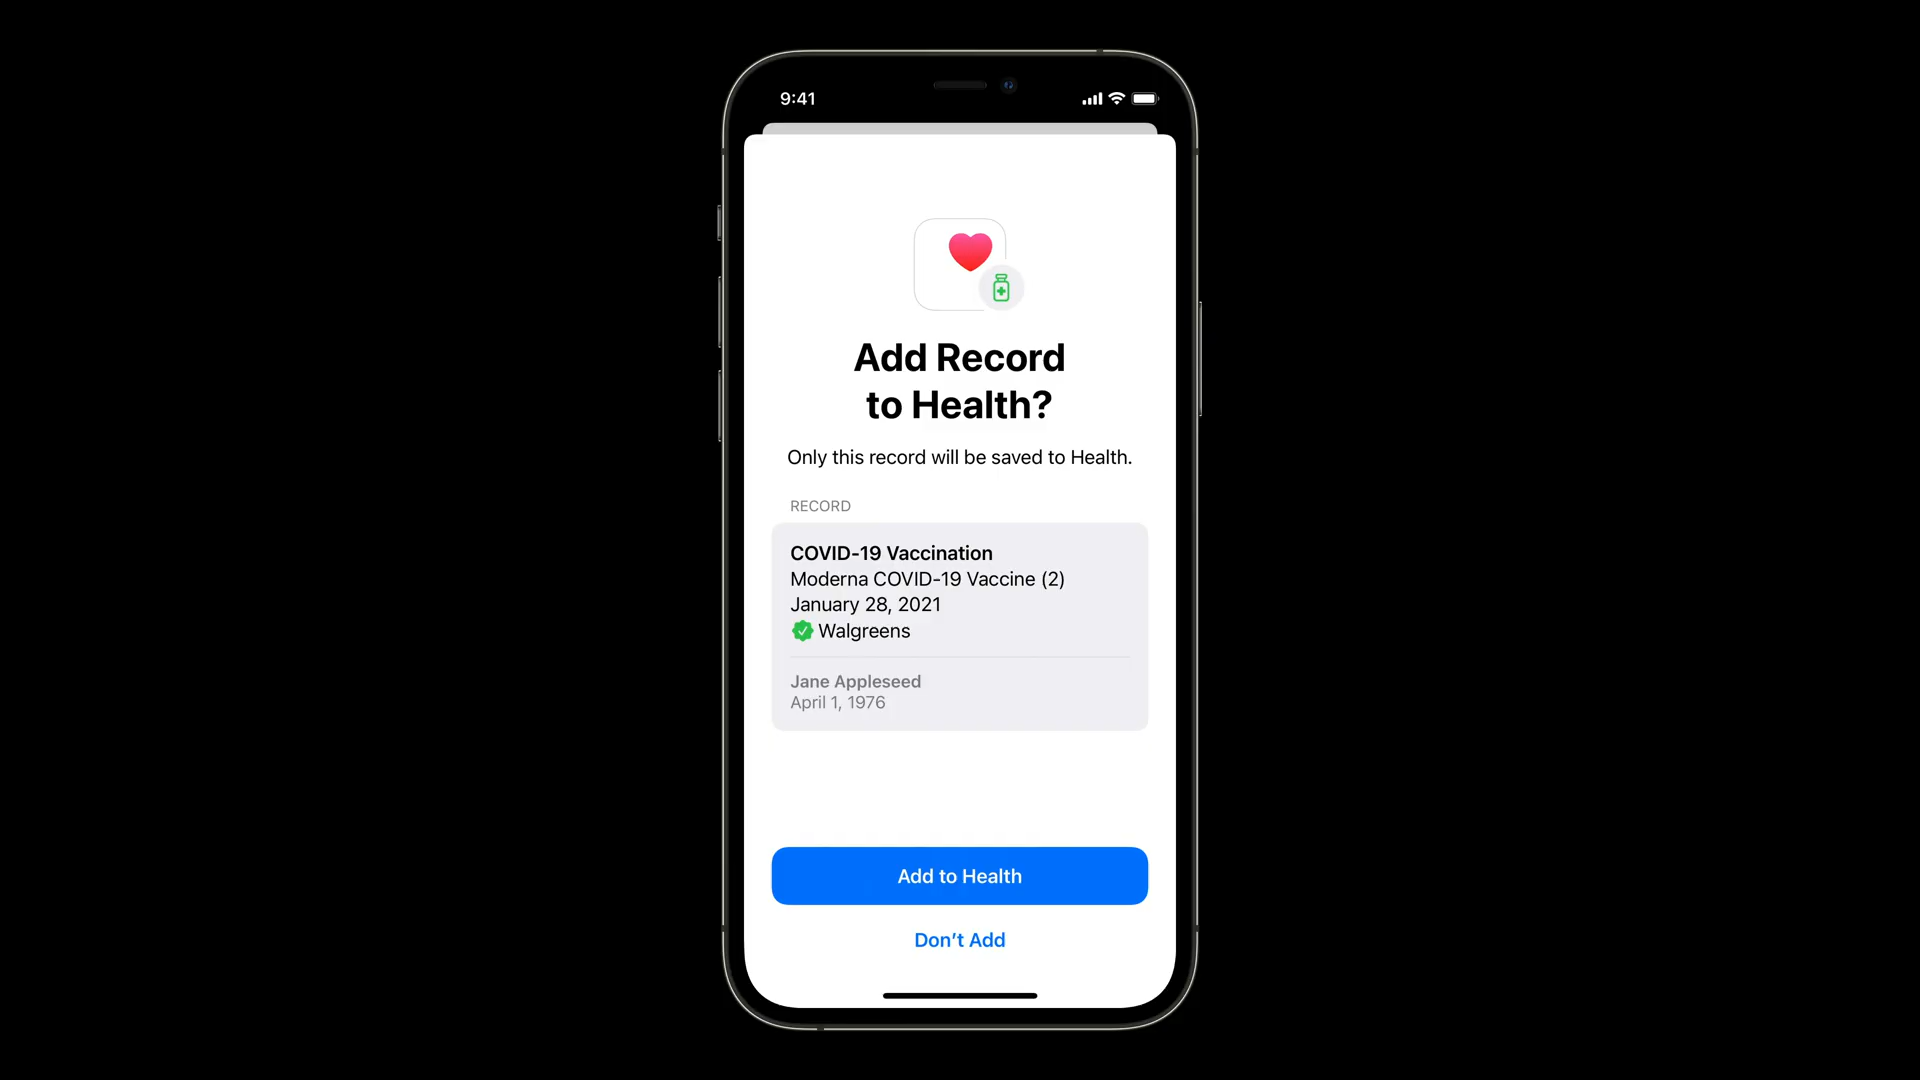 9:41
Add Record
to Health?
Only this record will be saved to Health.
RECORD
COVID-19 Vaccination
Moderna COVID-19 Vaccine (2)
January 28, 2021
Walgreens
Jane Appleseed
April 1, 1976
Add to Health
Don’t Add